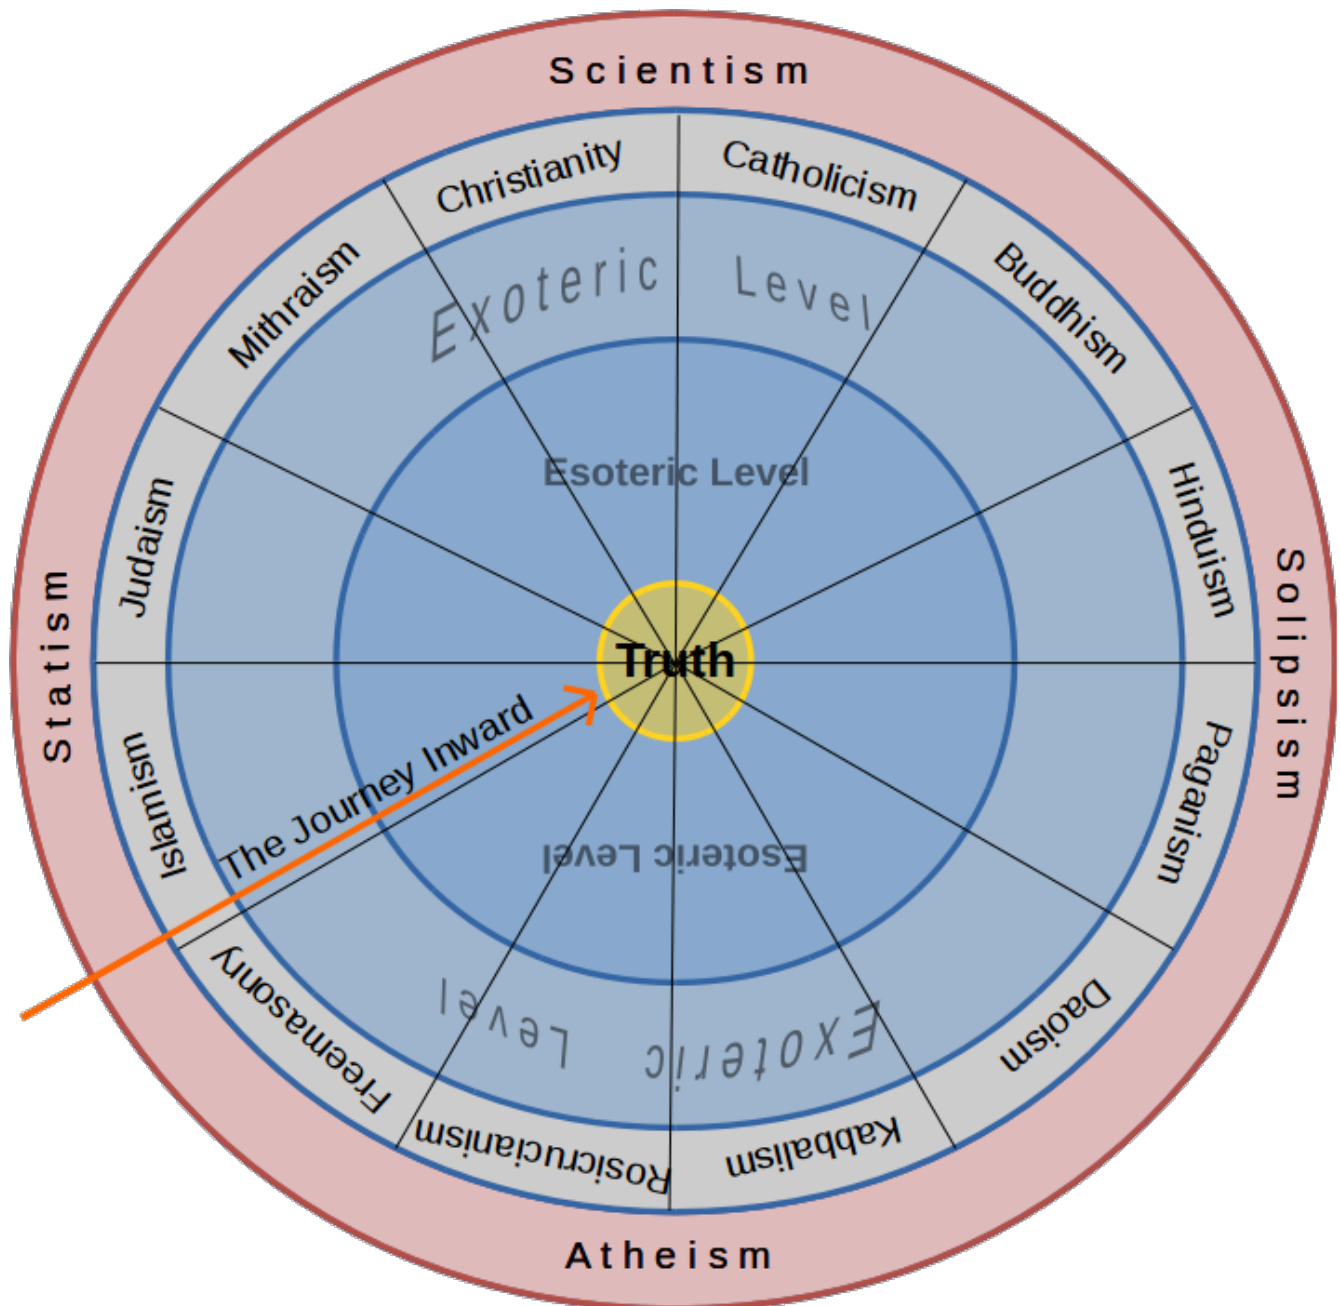 Scientism
Christianity
Catholicism
Mithraism
Buddhism
Exoteric Level
Judaism
Hinduism
Esoteric Level
Statism
Solipsism
Truth
The Journey Inward
Islamism
Paganism
Esoteric Level
Freemasonry
Daoism
Exoteric Level
Rosicrucianism
Kabbalism
Atheism